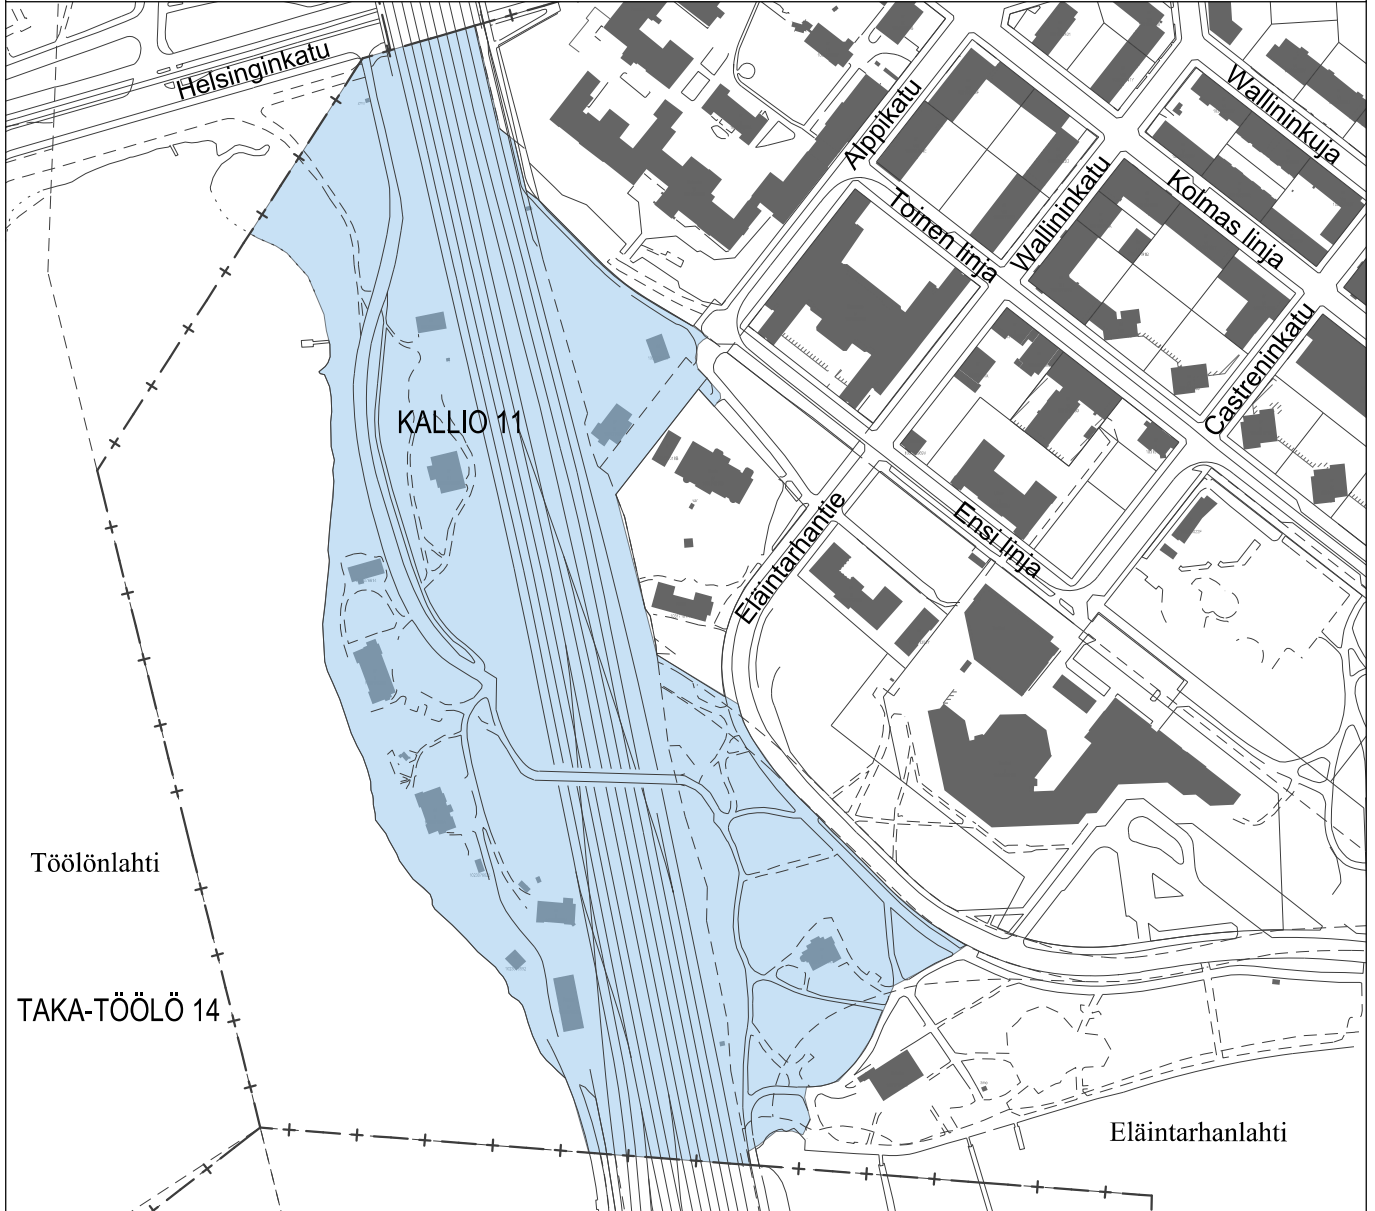 Helsinginkatu
Wallininkuja
Alppikatu
Wallininkatu
Kolmas linja
Toinen linja
Castreninkatu
KALLIO 11
Eläintarhantie
Ensi linja
Töölönlahti
TAKA-TÖÖLÖ 14
Eläintarhanlahti